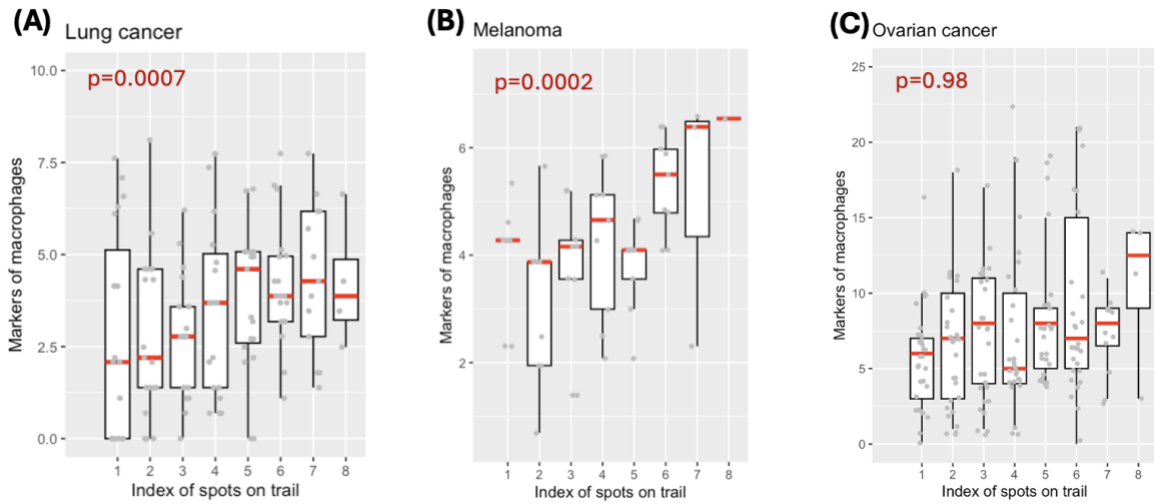 (A) Lung cancer
p=0.0007
10.0
7.5
5.0
2.5
0.0
Markers of macrophages
1 2 3 4 5 6 7 8
Index of spots on trail
(B) Melanoma
p=0.0002
6
4
2
Markers of macrophages
1 2 3 4 5 6 7 8
Index of spots on trail
(C) Ovarian cancer
p=0.98
25
20
15
10
5
0
Markers of macrophages
1 2 3 4 5 6 7 8
Index of spots on trail